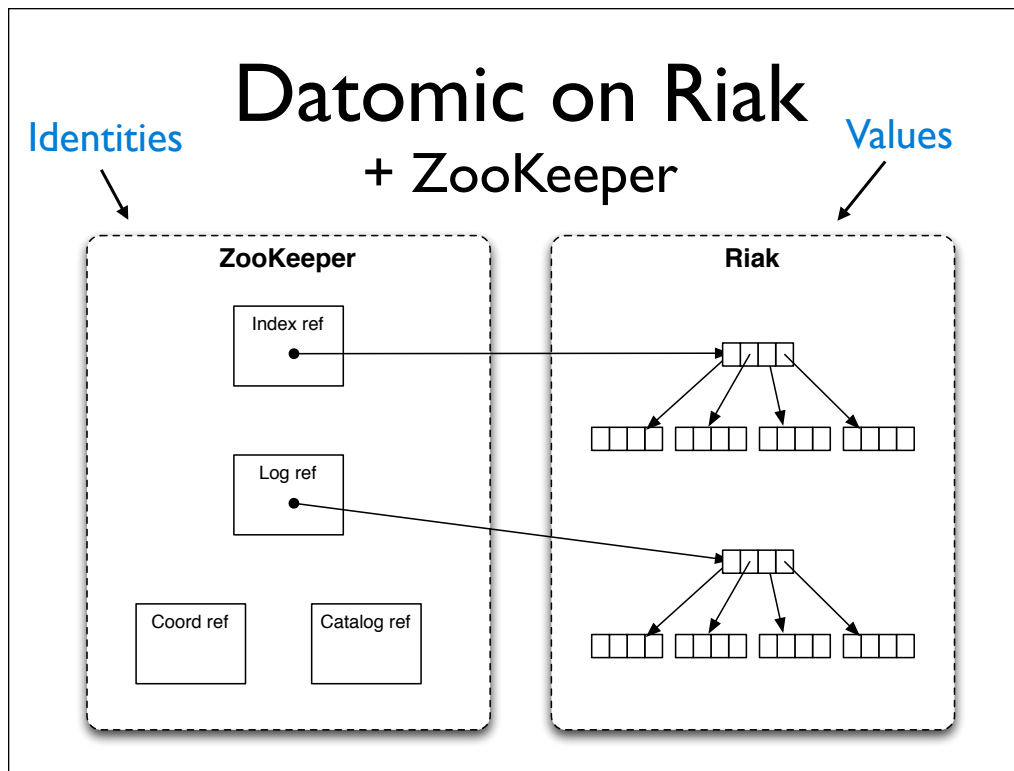 Datomic on Riak
+ ZooKeeper
Identities
Values
ZooKeeper
Index ref
Log ref
Coord ref
Catalog ref
Riak